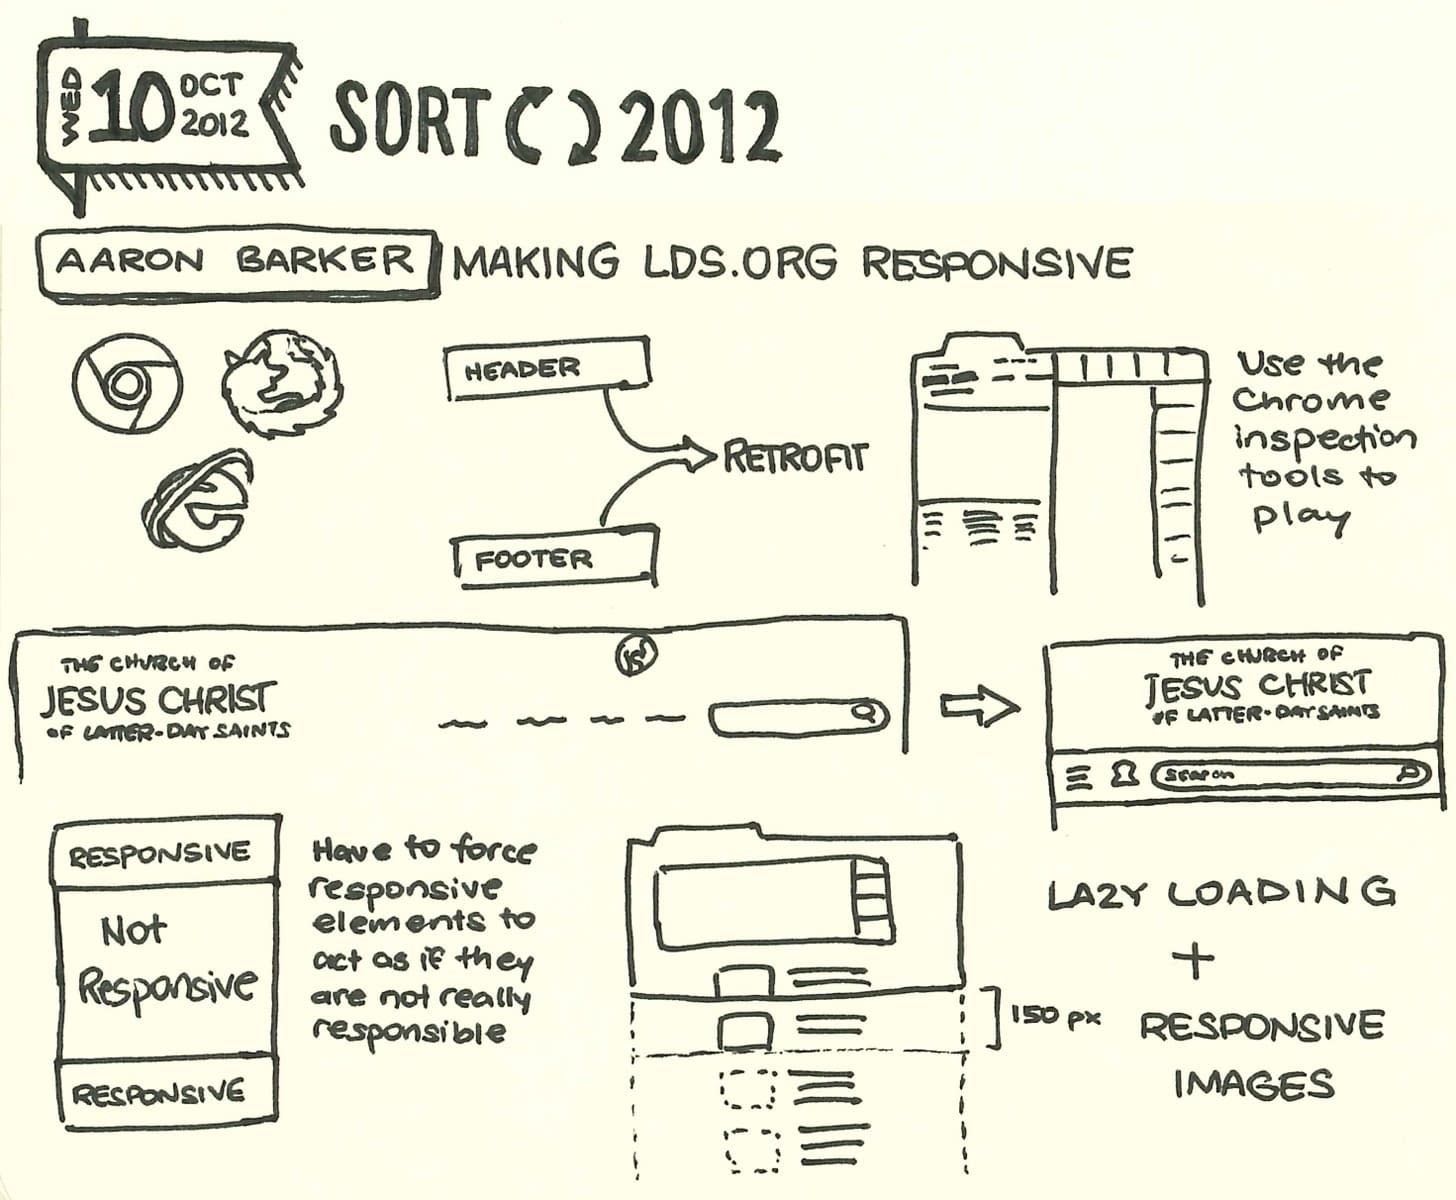 WED 10 OCT
2012
SORT 2012
AARON BARKER
MAKING LDS.ORG RESPONSIVE
HEADER
RETROFIT
FOOTER
Use the
Chrome
inspection
tools to
play
THE CHURCH OF
JESUS CHRIST
OF LATTER-DAY SAINTS
THE CHURCH OF
JESUS CHRIST
OF LATTER-DAY SAINTS
Search
RESPONSIVE
Not
Responsive
RESPONSIVE
Have to force
responsive
elements to
act as if they
are not really
responsible
150 px
LAZY LOADING
+
RESPONSIVE
IMAGES